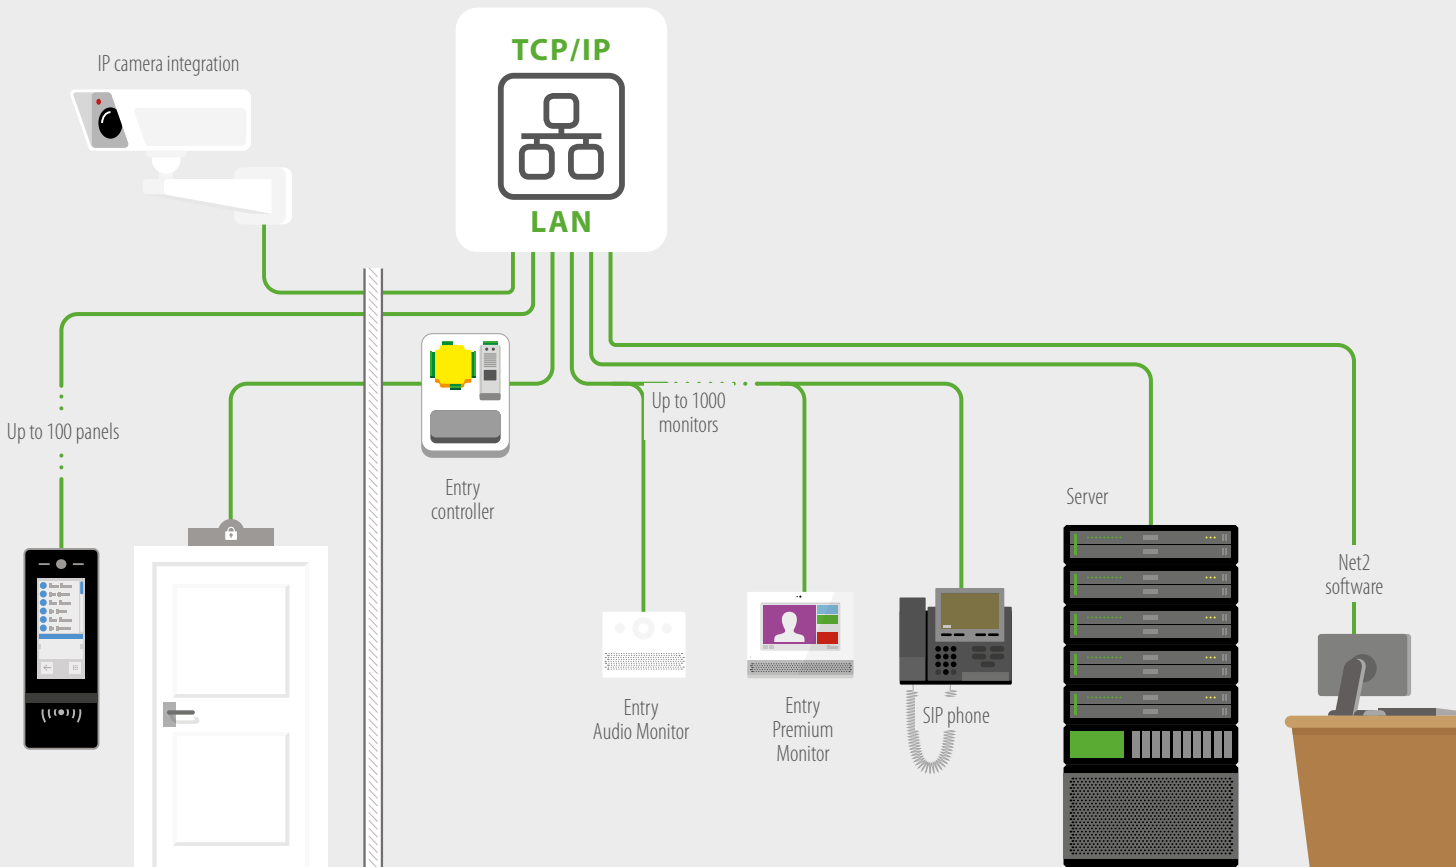 TCP/IP
LAN
IP camera integration
Up to 100 panels
Entry
controller
Up to 1000
monitors
Entry
Audio Monitor
Entry
Premium
Monitor
SIP phone
Server
Net2
software